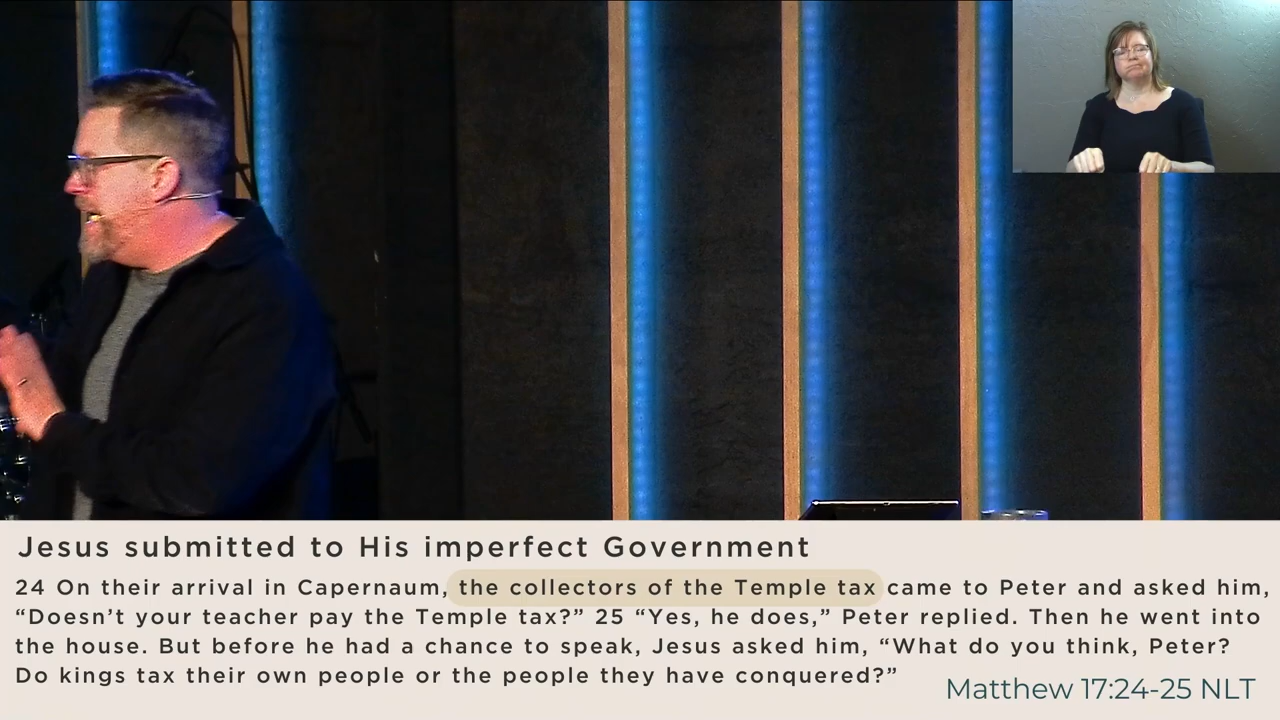 Jesus submitted to His imperfect Government
24 On their arrival in Capernaum, the collectors of the Temple tax came to Peter and asked him,
“Doesn’t your teacher pay the Temple tax?” 25 “Yes, he does,” Peter replied. Then he went into
the house. But before he had a chance to speak, Jesus asked him, “What do you think, Peter?
Do kings tax their own people or the people they have conquered?”
Matthew 17:24-25 NLT